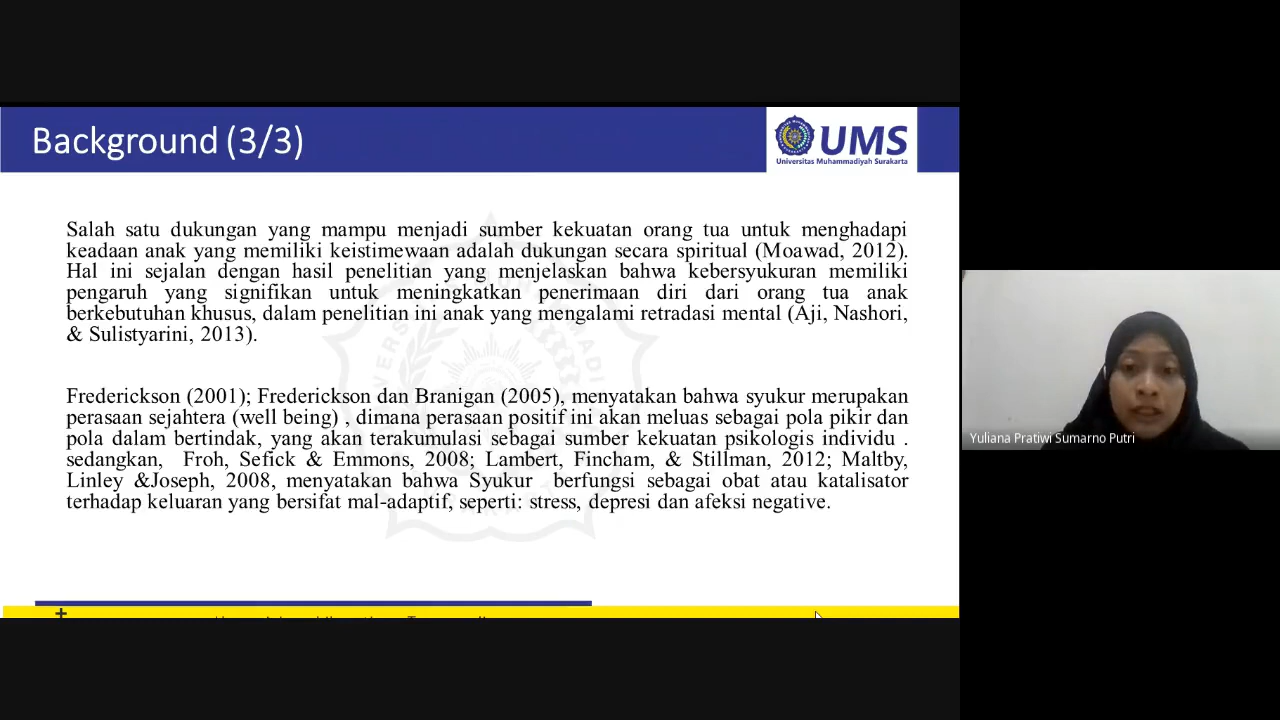 Background (3/3)
UMS
Universitas Muhammadiyah Surakarta
Salah satu dukungan yang mampu menjadi sumber kekuatan orang tua untuk menghadapi
keadaan anak yang memiliki keistimewaan adalah dukungan secara spiritual (Moawad, 2012).
Hal ini sejalan dengan hasil penelitian yang menjelaskan bahwa kebersyukuran memiliki
pengaruh yang signifikan untuk meningkatkan penerimaan diri dari orang tua anak
berkebutuhan khusus, dalam penelitian ini anak yang mengalami retradasi mental (Aji, Nashori,
& Sulistyarini, 2013).
Frederickson (2001); Frederickson dan Branigan (2005), menyatakan bahwa syukur merupakan
perasaan sejahtera (well being) , dimana perasaan positif ini akan meluas sebagai pola pikir dan
pola dalam bertindak, yang akan terakumulasi sebagai sumber kekuatan psikologis individu .
sedangkan, Froh, Sefick & Emmons, 2008; Lambert, Fincham, & Stillman, 2012; Maltby,
Linley &Joseph, 2008, menyatakan bahwa Syukur berfungsi sebagai obat atau katalisator
terhadap keluaran yang bersifat mal-adaptif, seperti: stress, depresi dan afeksi negative.
Yuliana Pratiwi Sumarno Putri